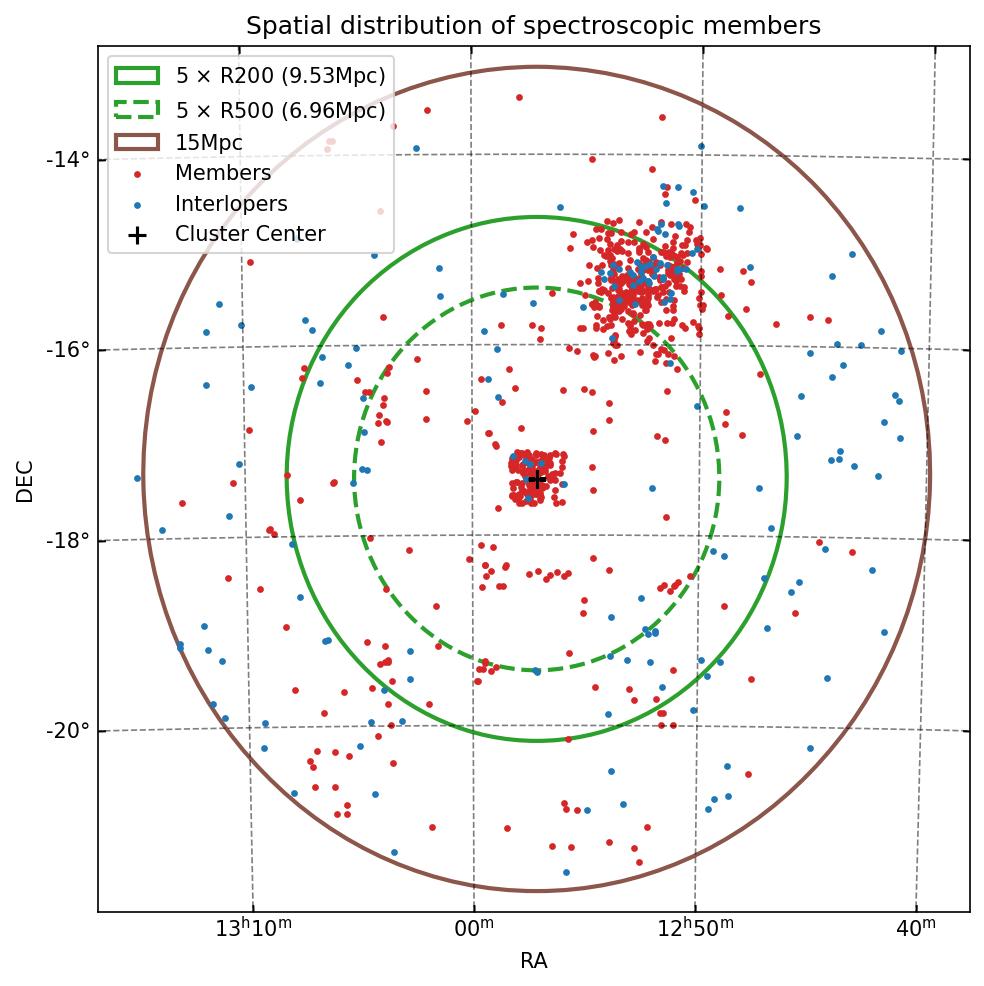 Spatial distribution of spectroscopic members
5 × R200 (9.53Mpc)
5 × R500 (6.96Mpc)
15Mpc
Members
Interlopers
Cluster Center
-14°
-16°
-18°
-20°
DEC
13ʰ10ᵐ
00ᵐ
12ʰ50ᵐ
40ᵐ
RA